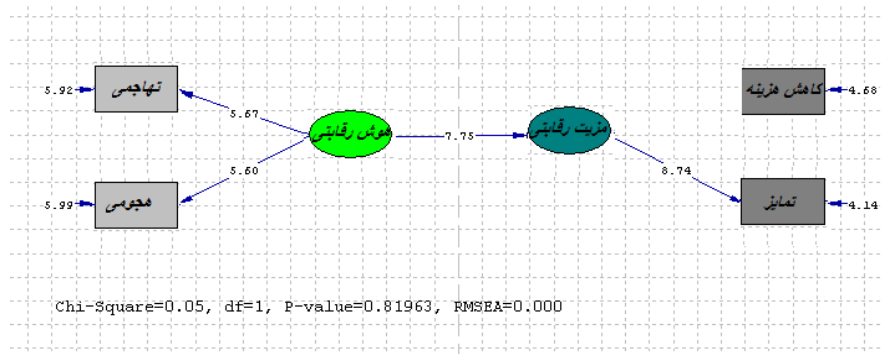 5.92
تهاجمی
5.67
هوش رقابتی
7.75
مزیت رقابتی
کاهش هزینه
4.68
5.99
هجومی
5.60
8.74
تمایز
4.14
Chi-Square=0.05, df=1, P-value=0.81963, RMSEA=0.000